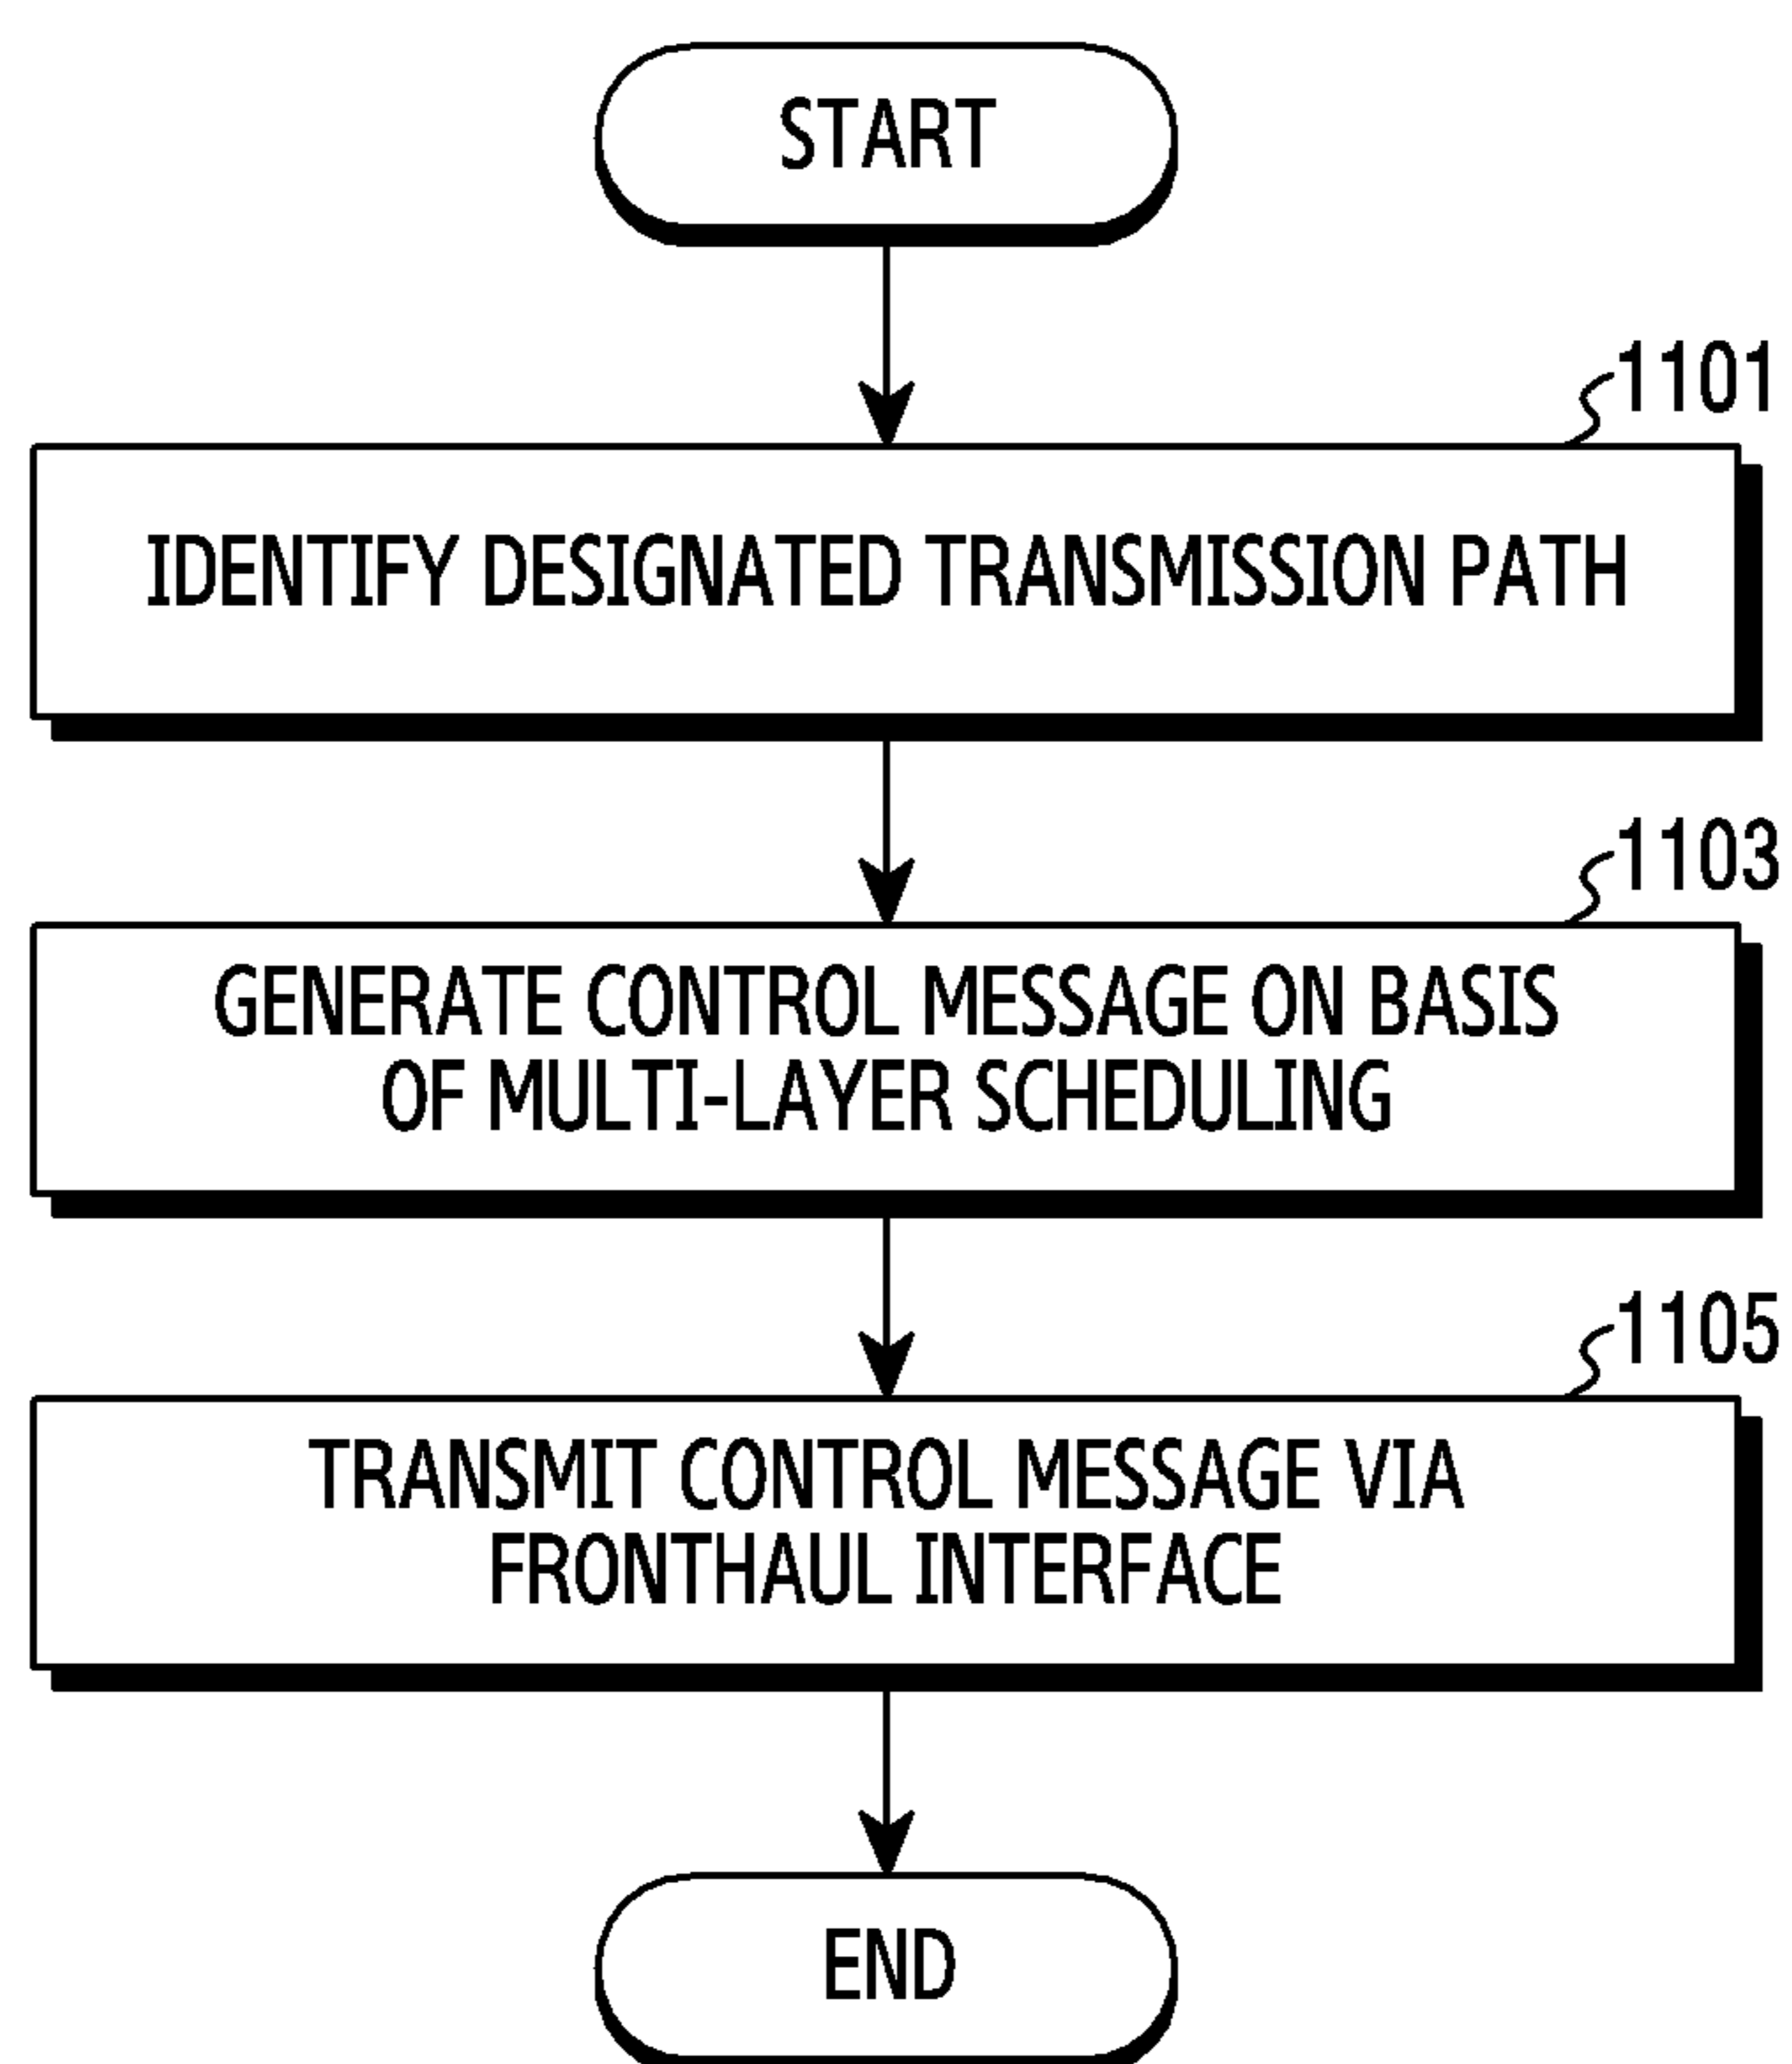 START
1101
IDENTIFY DESIGNATED TRANSMISSION PATH
1103
GENERATE CONTROL MESSAGE ON BASIS
OF MULTI-LAYER SCHEDULING
1105
TRANSMIT CONTROL MESSAGE VIA
FRONTHAUL INTERFACE
END